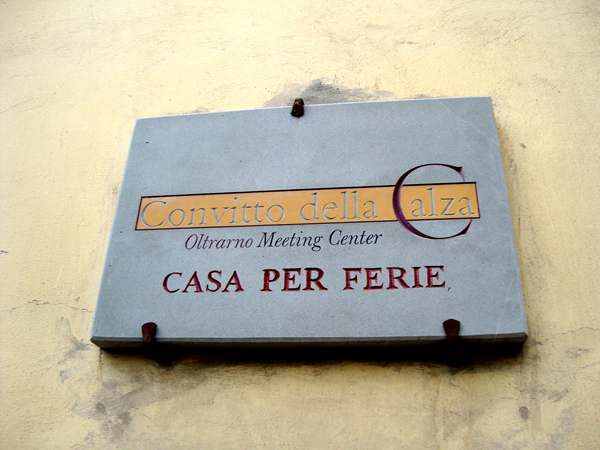 Convitto della Calza
Oltrarno Meeting Center
CASA PER FERIE